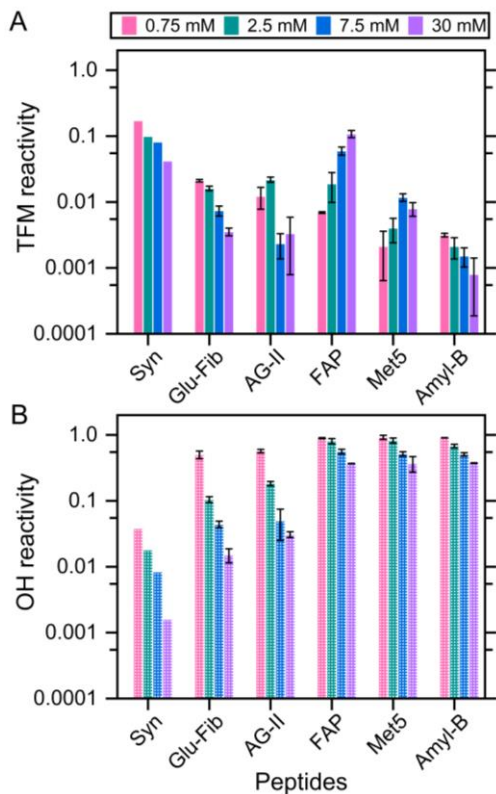 A
0.75 mM 2.5 mM 7.5 mM 30 mM
TFM reactivity
1.0
0.1
0.01
0.001
0.0001
Syn Glu-Fib AG-II FAP Met5 Amyl-B
B
OH reactivity
1.0
0.1
0.01
0.001
0.0001
Syn Glu-Fib AG-II FAP Met5 Amyl-B
Peptides